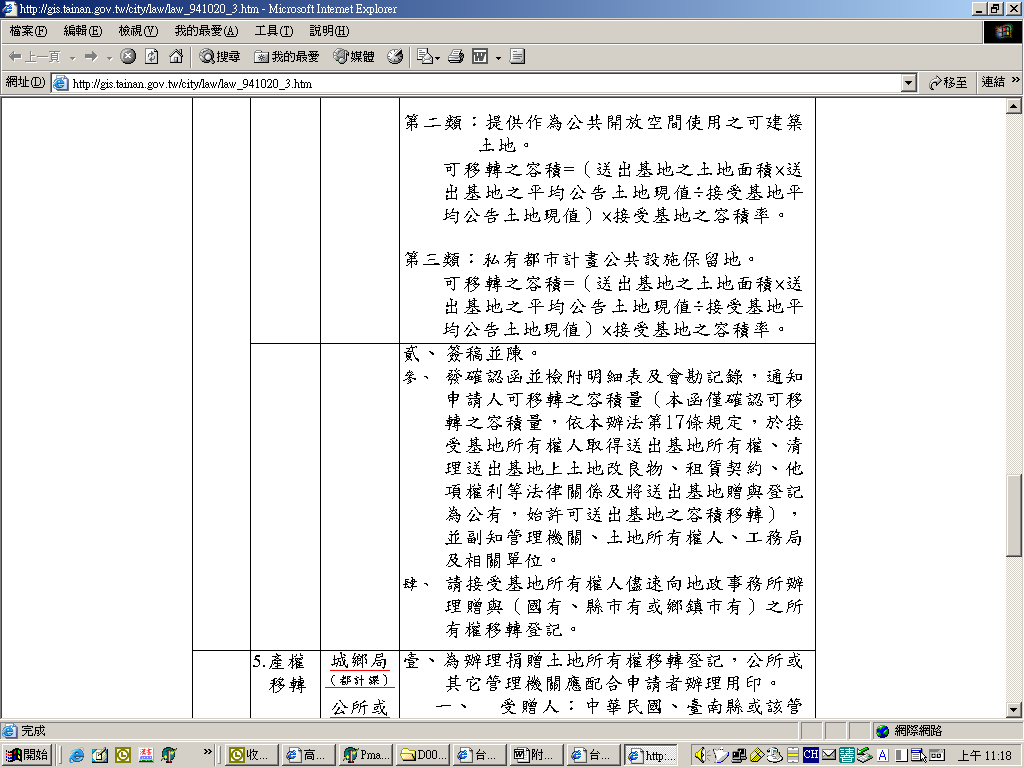 http://gis.tainan.gov.tw/city/law/law_941020_3.htm - Microsoft Internet Explorer
檔案(F) 編輯(E) 檢視(V) 我的最愛(A) 工具(T) 說明(H)
上一頁 搜尋 我的最愛 媒體
網址(D) http://gis.tainan.gov.tw/city/law/law_941020_3.htm 移至 連結 »
第二類：提供作為公共開放空間使用之可建築
土地。
可移轉之容積=（送出基地之土地面積×送
出基地之平均公告土地現值÷接受基地平
均公告土地現值）×接受基地之容積率。
第三類：私有都市計畫公共設施保留地。
可移轉之容積=（送出基地之土地面積×送
出基地之平均公告土地現值÷接受基地平
均公告土地現值）×接受基地之容積率。
貳、簽稿並陳。
參、發確認函並檢附明細表及會勘記錄，通知
申請人可移轉之容積量（本函僅確認可移
轉之容積量，依本辦法第17條規定，於接
受基地所有權人取得送出基地所有權、清
理送出基地上土地改良物、租賃契約、他
項權利等法律關係及將送出基地贈與登記
為公有，始許可送出基地之容積移轉），
並副知管理機關、土地所有權人、工務局
及相關單位。
肆、請接受基地所有權人儘速向地政事務所辦
理贈與（國有、縣市有或鄉鎮市有）之所
有權移轉登記。
5.產權
移轉
城鄉局
（都計課）
公所或
壹、為辦理捐贈土地所有權移轉登記，公所或
其它管理機關應配合申請者辦理用印。
一、 受贈人：中華民國、臺南縣或該管
完成 網際網路
開始 » 收... 高... Pma... D00... 台... 附... 台... http:... CH A 上午 11:18